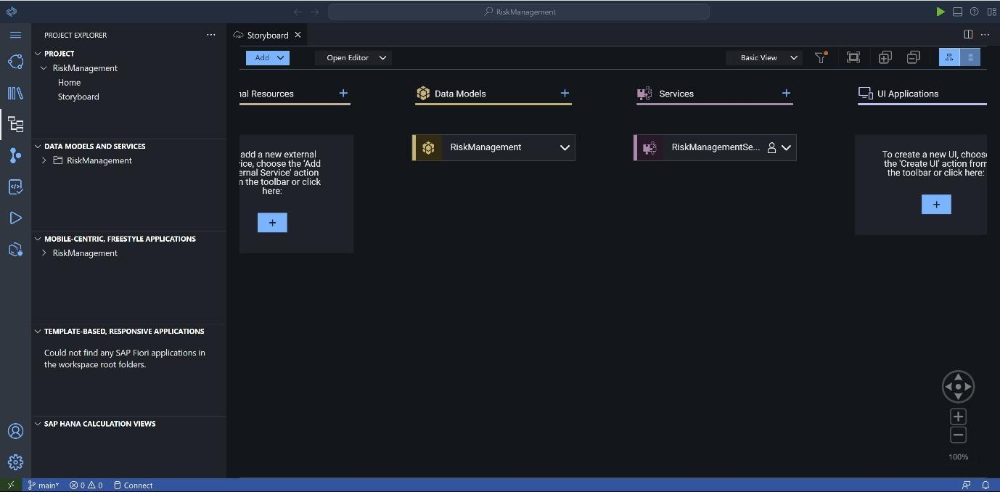 RiskManagement
PROJECT EXPLORER
PROJECT
RiskManagement
Home
Storyboard
DATA MODELS AND SERVICES
RiskManagement
MOBILE-CENTRIC, FREESTYLE APPLICATIONS
RiskManagement
TEMPLATE-BASED, RESPONSIVE APPLICATIONS
Could not find any SAP Fiori applications in
the workspace root folders.
SAP HANA CALCULATION VIEWS
Storyboard
Add
Open Editor
Basic View
nal Resources
add a new external
ice, choose the ‘Add
ernal Service’ action
m the toolbar or click
here:
+
Data Models
RiskManagement
Services
RiskManagementSe...
UI Applications
To create a new UI, choose
the 'Create UI' action from
the toolbar or click here:
+
100%
main*
0 0
Connect